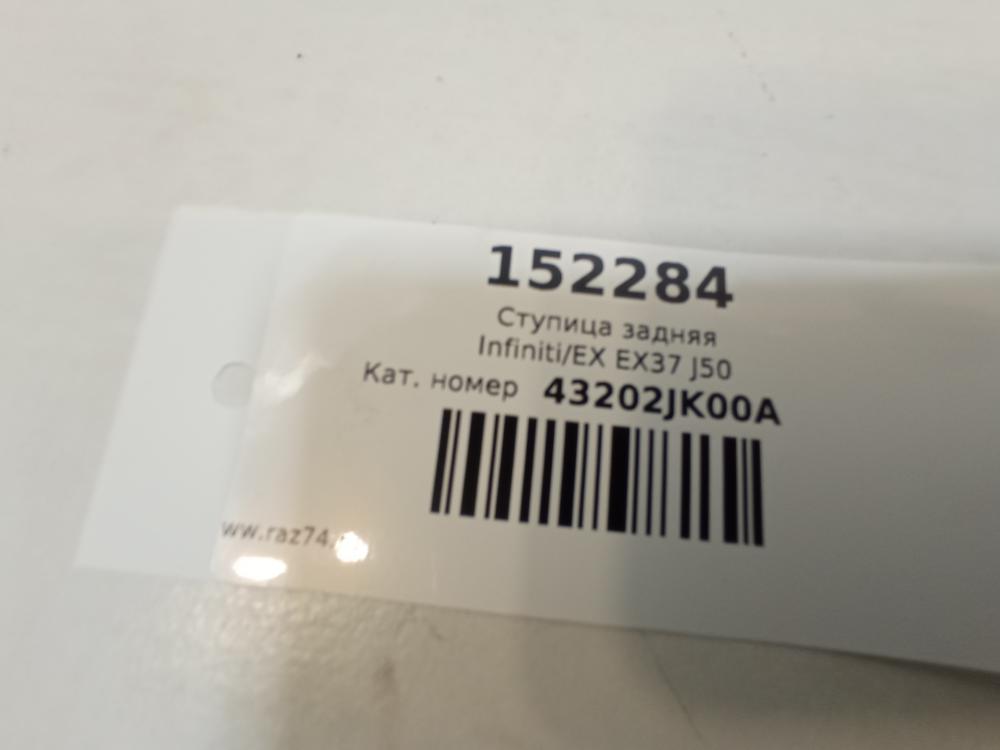 152284
Ступица задняя
Infiniti/EX EX37 J50
Кат. номер 43202JK00A